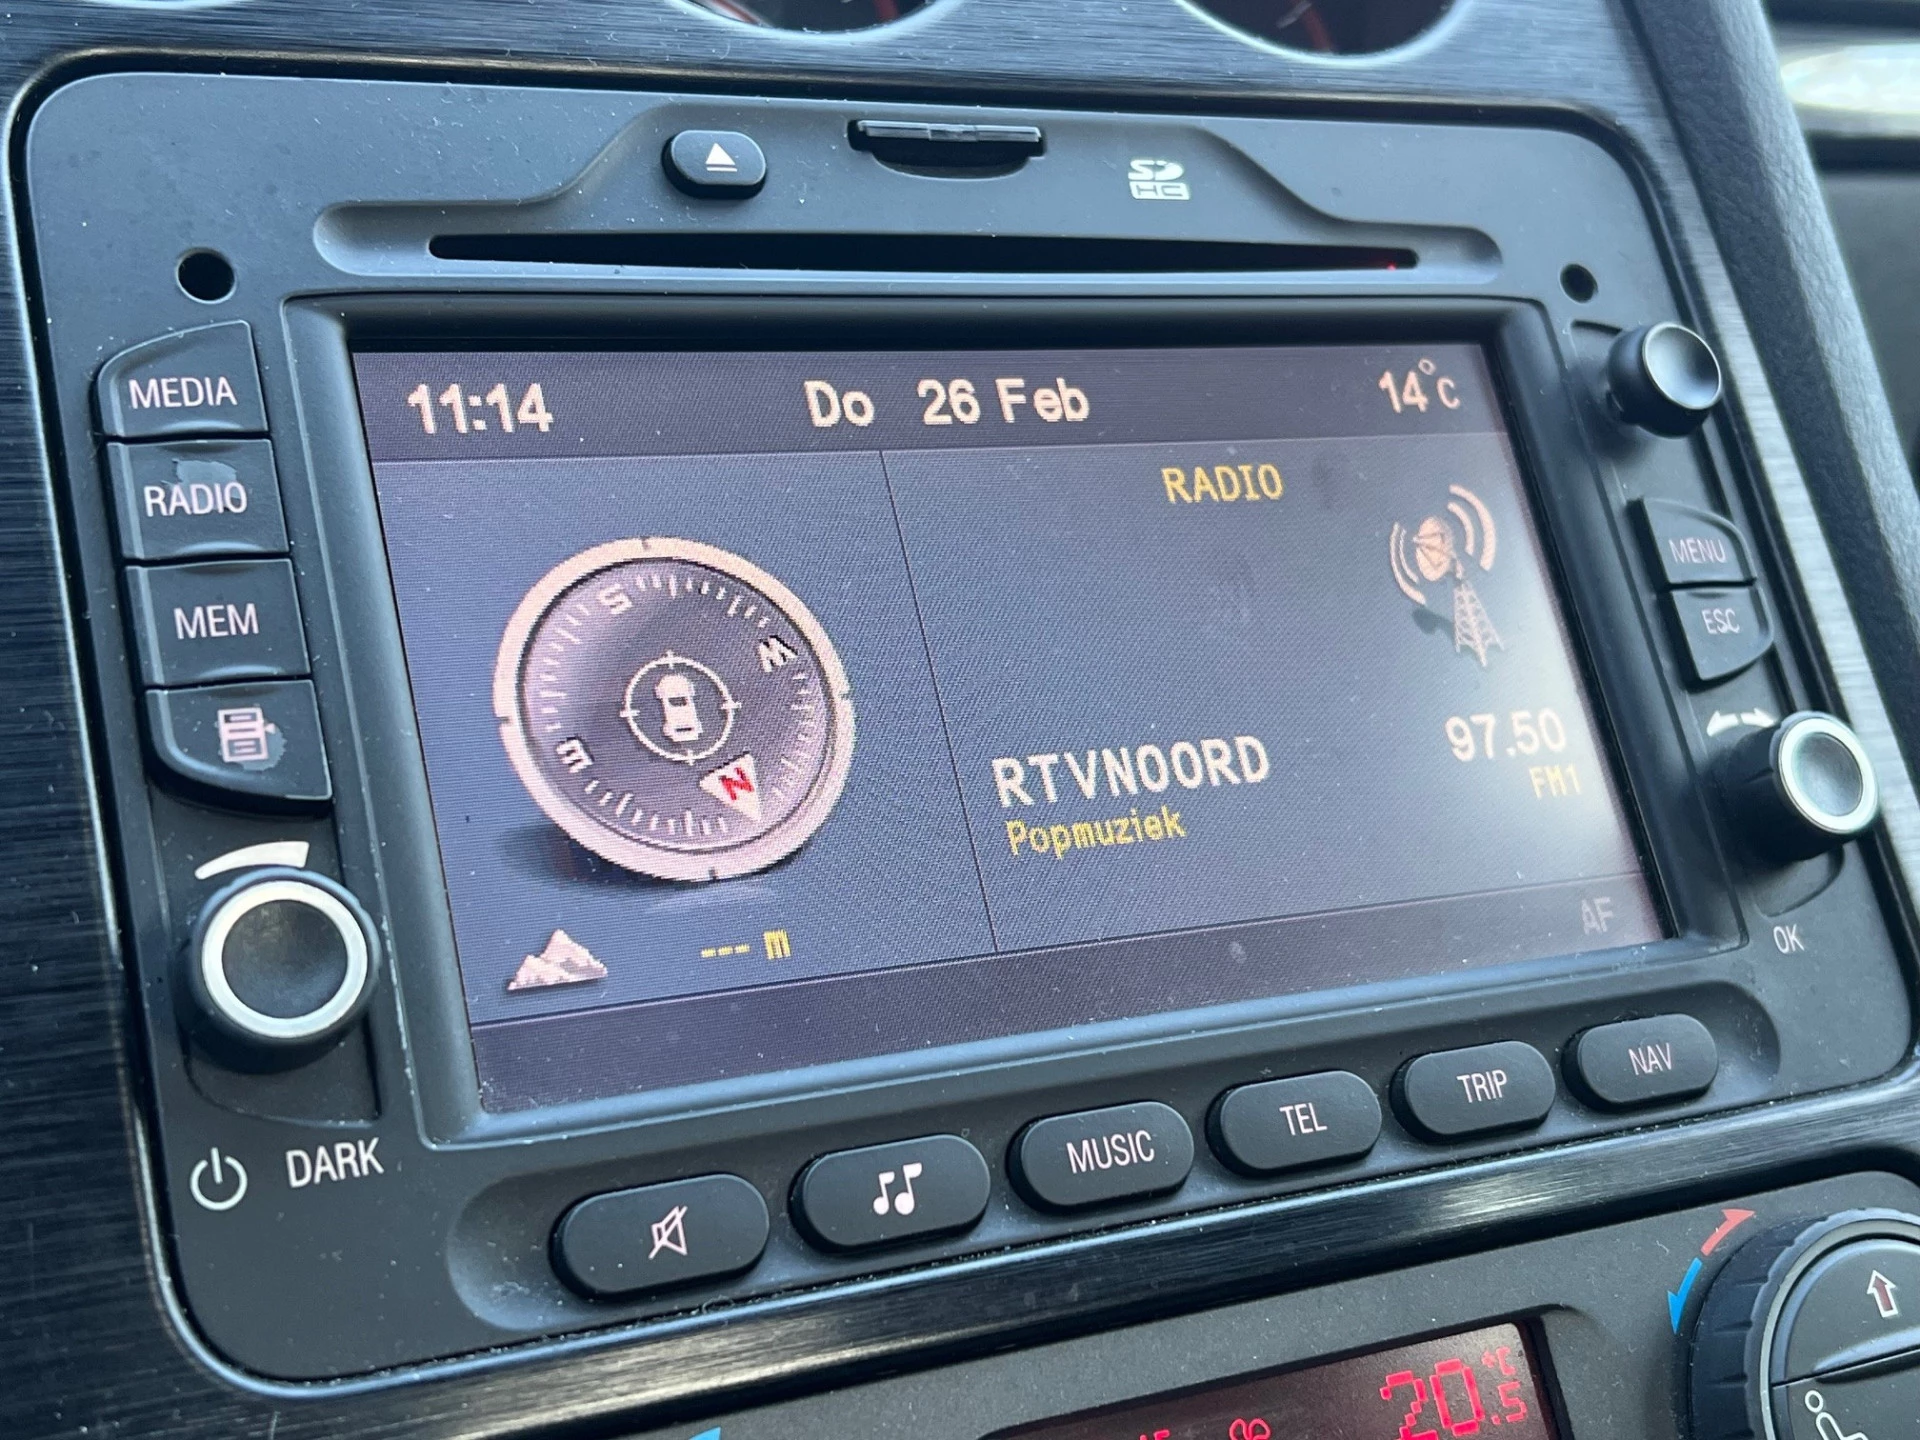 SD
HC
MEDIA
RADIO
MEM
11:14 Do 26 Feb 14°C
RADIO
S
W
E
N
RTVNOORD 97.50
Popmuziek FM1
--- m
AF
MENU
ESC
OK
DARK
MUSIC
TEL
TRIP
NAV
20.5 °C